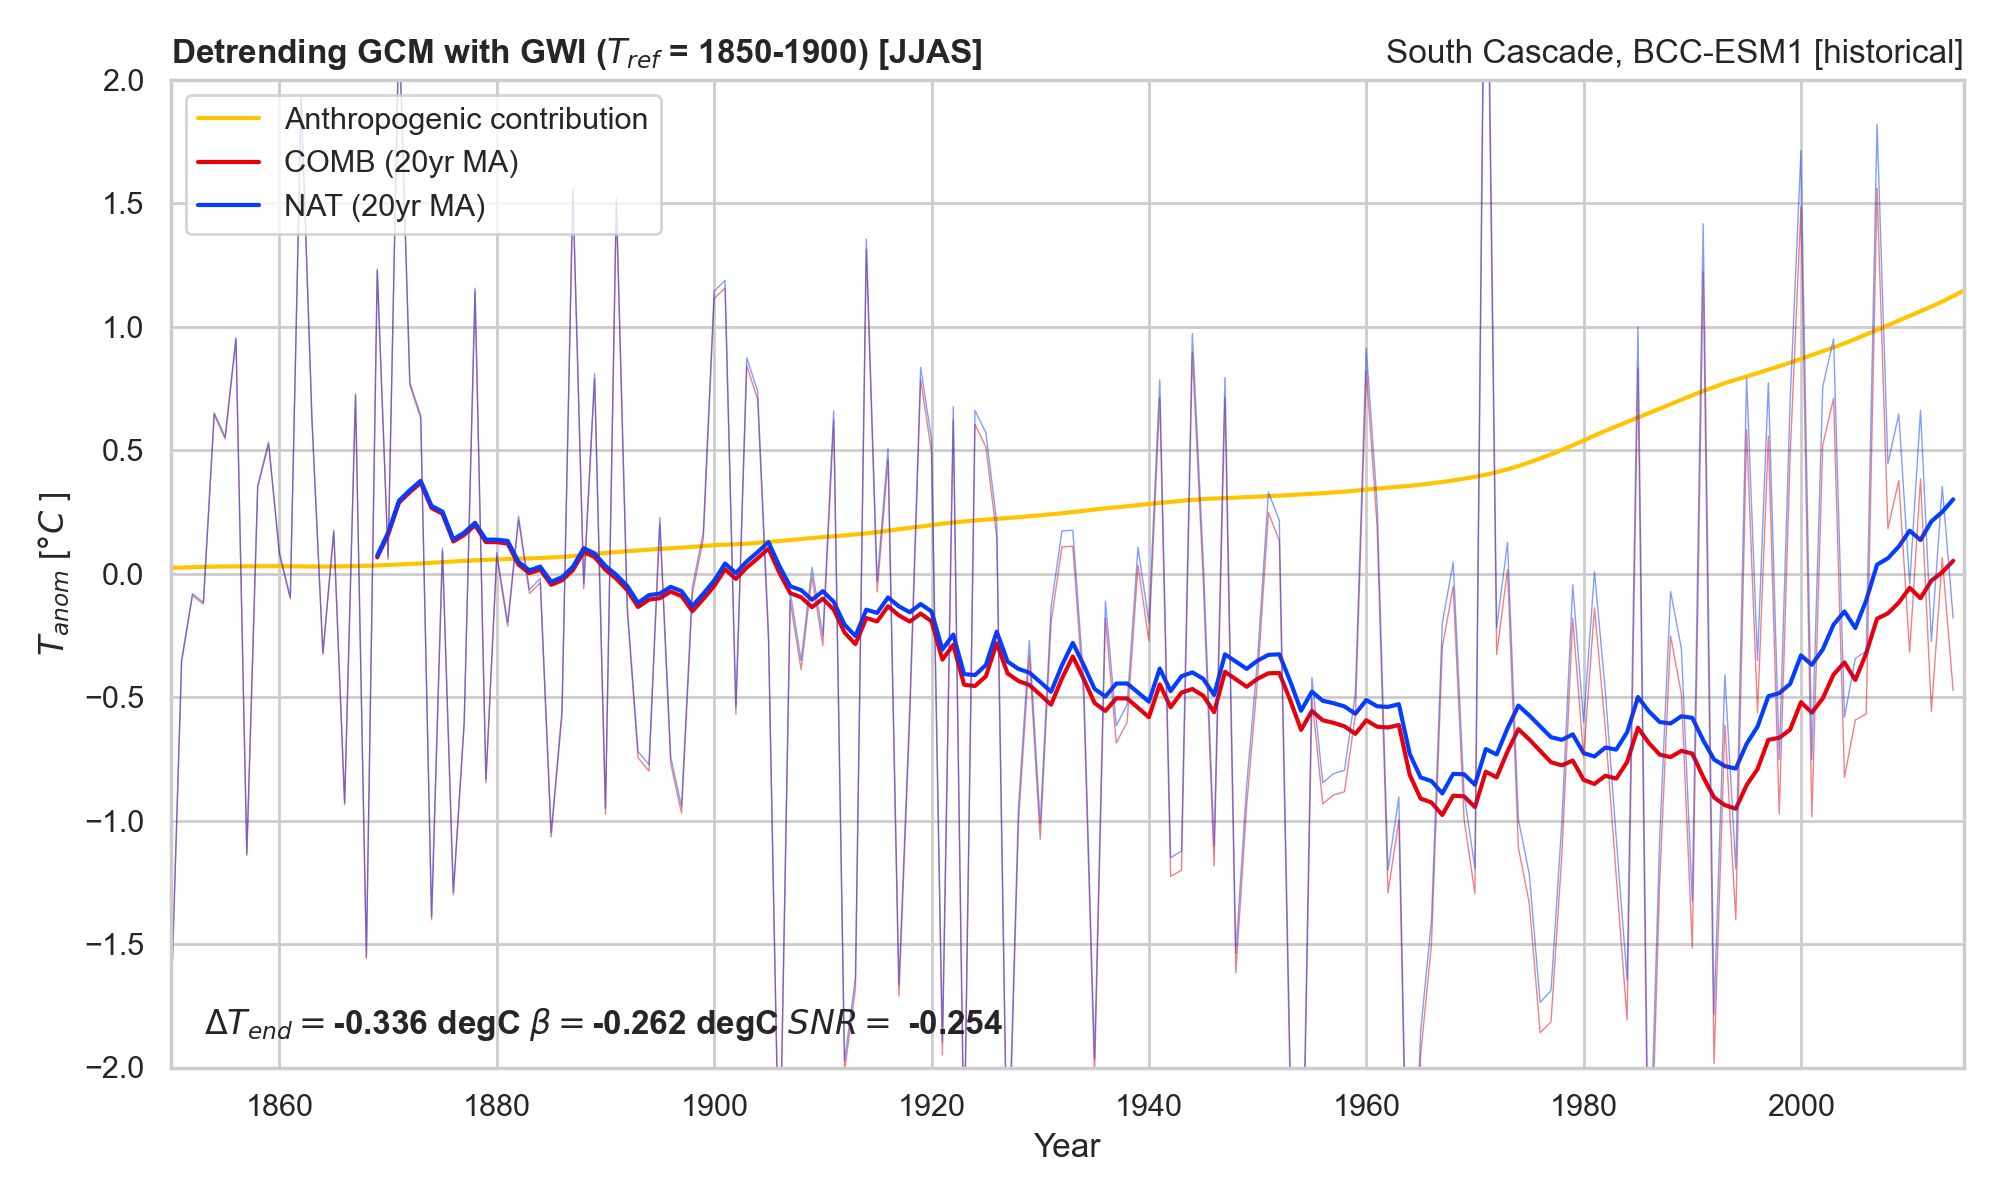 Detrending GCM with GWI (T_ref = 1850-1900) [JJAS]
South Cascade, BCC-ESM1 [historical]
Anthropogenic contribution
COMB (20yr MA)
NAT (20yr MA)
2.0
1.5
1.0
0.5
0.0
−0.5
−1.0
−1.5
−2.0
T_anom [°C]
ΔT_end = -0.336 degC β = -0.262 degC SNR = -0.254
1860 1880 1900 1920 1940 1960 1980 2000
Year